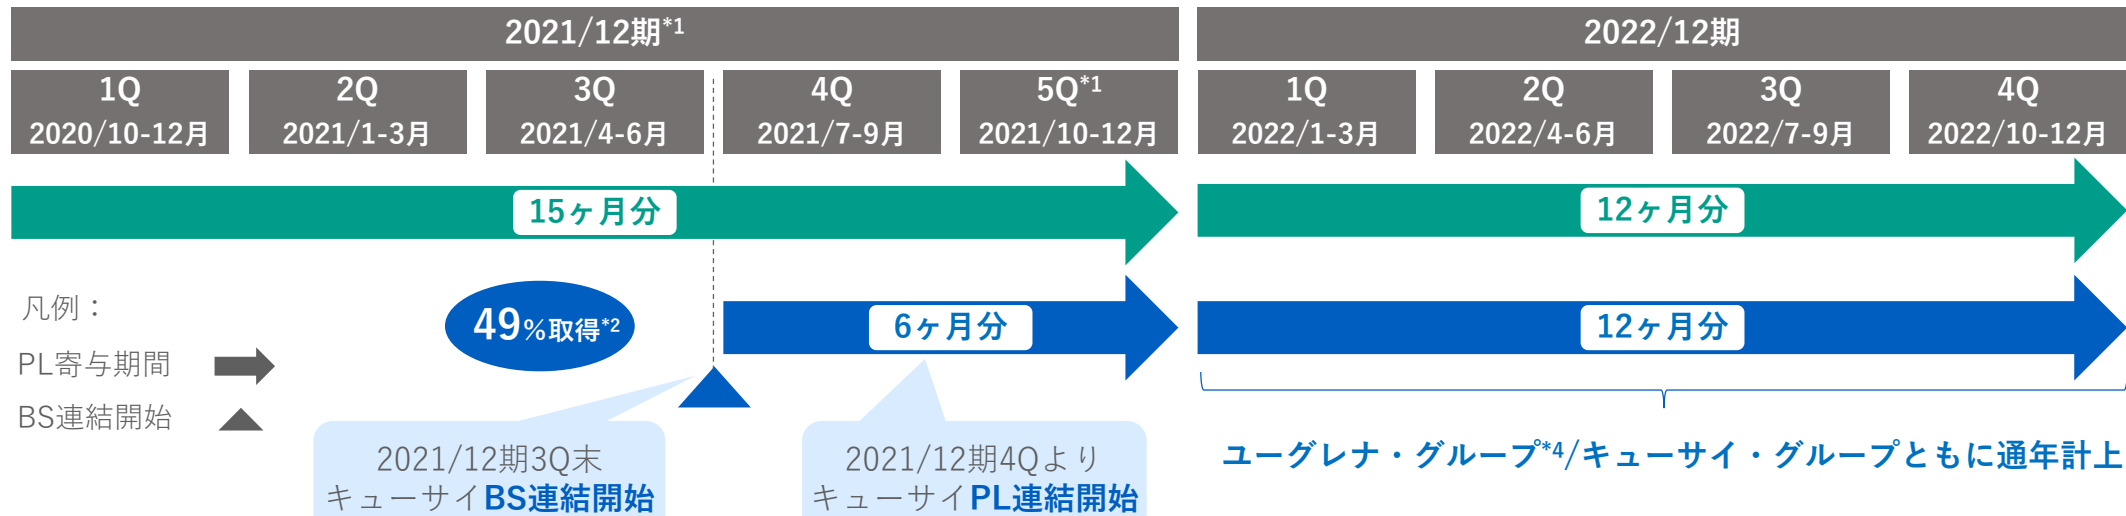 2021/12期*1
2022/12期
1Q
2020/10-12月
2Q
2021/1-3月
3Q
2021/4-6月
4Q
2021/7-9月
5Q*1
2021/10-12月
1Q
2022/1-3月
2Q
2022/4-6月
3Q
2022/7-9月
4Q
2022/10-12月
15ヶ月分
12ヶ月分
凡例：
PL寄与期間
BS連結開始
49%取得*2
6ヶ月分
12ヶ月分
2021/12期3Q末
キューサイBS連結開始
2021/12期4Qより
キューサイPL連結開始
ユーグレナ・グループ*4/キューサイ・グループともに通年計上